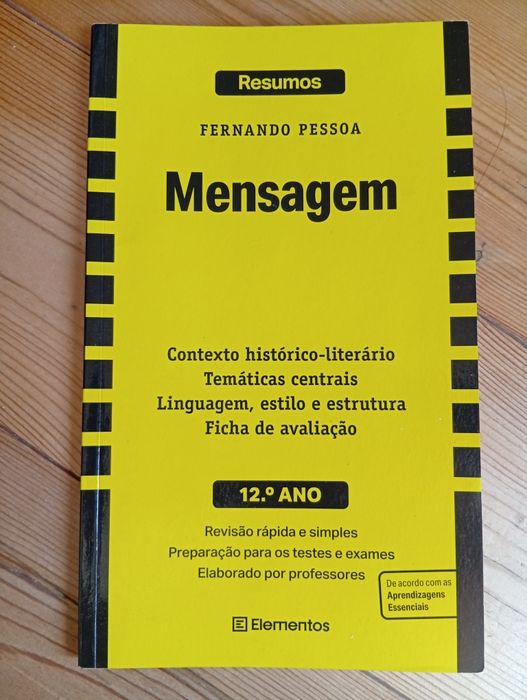 Resumos
FERNANDO PESSOA
Mensagem
Contexto histórico-literário
Temáticas centrais
Linguagem, estilo e estrutura
Ficha de avaliação
12.º ANO
Revisão rápida e simples
Preparação para os testes e exames
Elaborado por professores
De acordo com as
Aprendizagens
Essenciais
Elementos